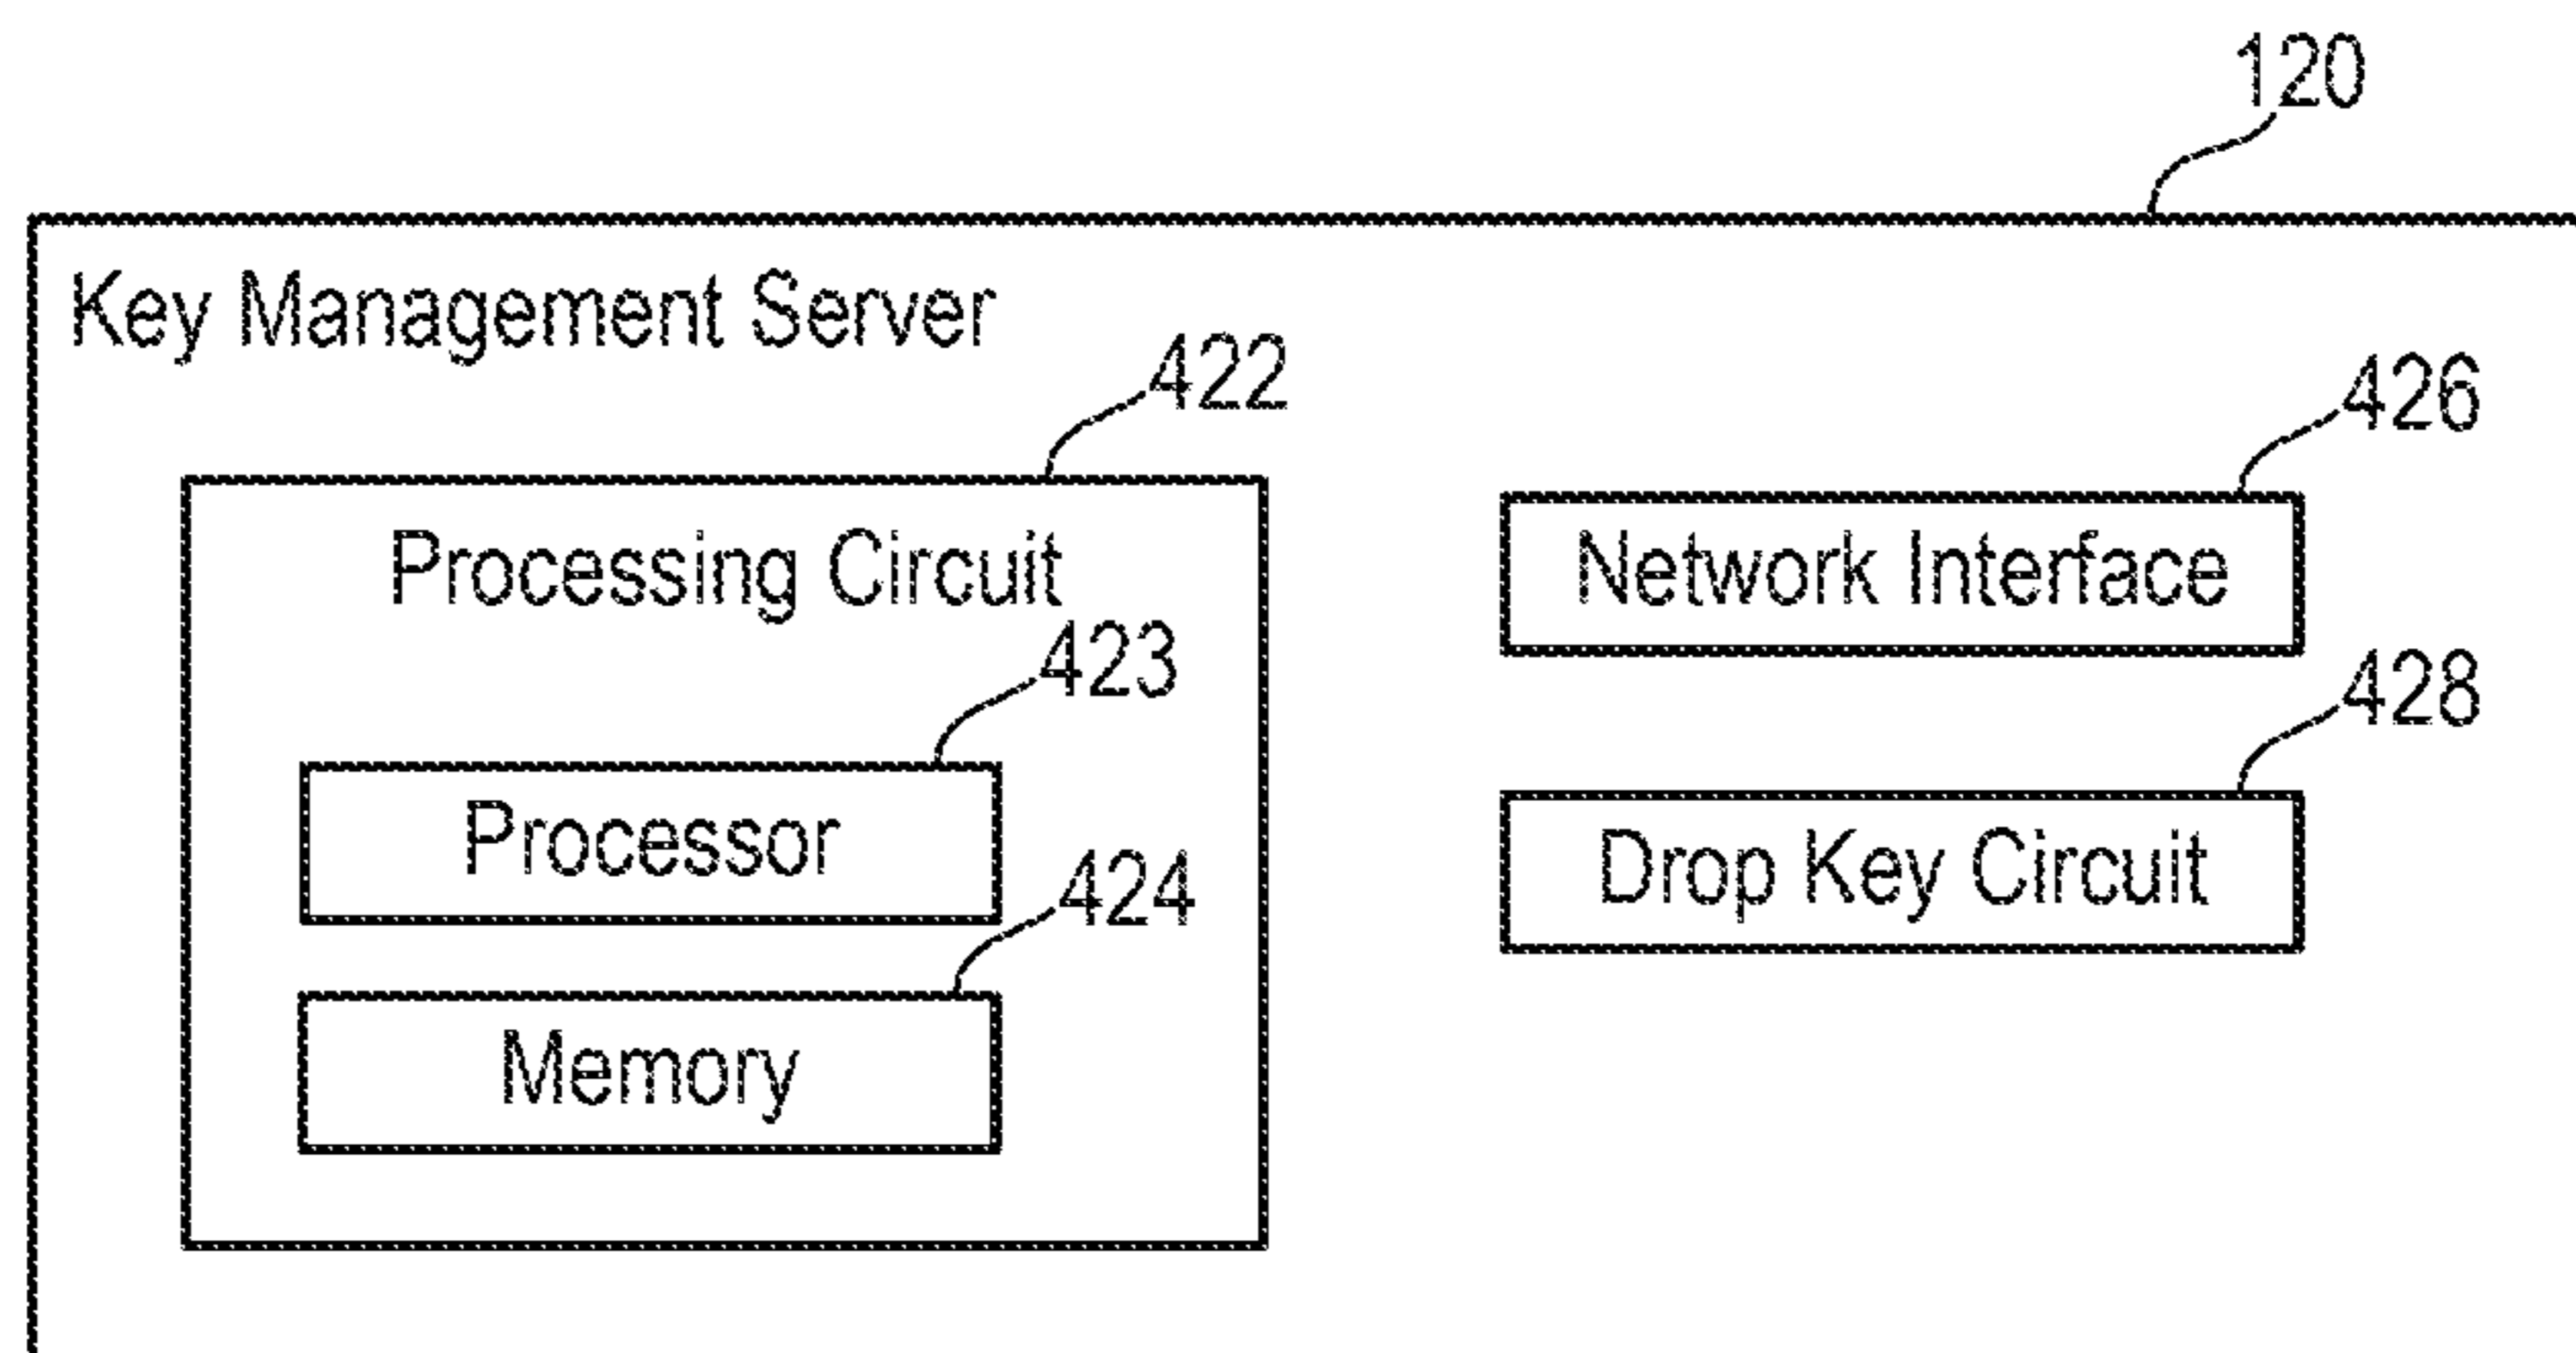 120
Key Management Server
422
426
Processing Circuit
Network Interface
423
428
Processor
Drop Key Circuit
424
Memory